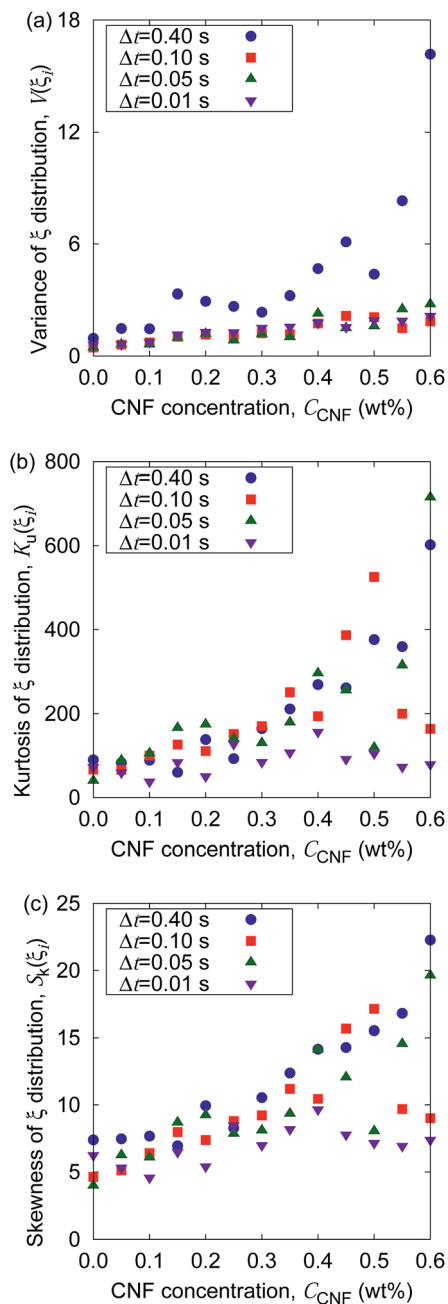 (a)
Δt=0.40 s
Δt=0.10 s
Δt=0.05 s
Δt=0.01 s
Variance of ξ distribution, V(ξi)
18
12
6
0
0.0 0.1 0.2 0.3 0.4 0.5 0.6
CNF concentration, CCNF (wt%)
(b)
Δt=0.40 s
Δt=0.10 s
Δt=0.05 s
Δt=0.01 s
Kurtosis of ξ distribution, Ku(ξi)
800
600
400
200
0
0.0 0.1 0.2 0.3 0.4 0.5 0.6
CNF concentration, CCNF (wt%)
(c)
Δt=0.40 s
Δt=0.10 s
Δt=0.05 s
Δt=0.01 s
Skewness of ξ distribution, Sk(ξi)
25
20
15
10
5
0
0.0 0.1 0.2 0.3 0.4 0.5 0.6
CNF concentration, CCNF (wt%)